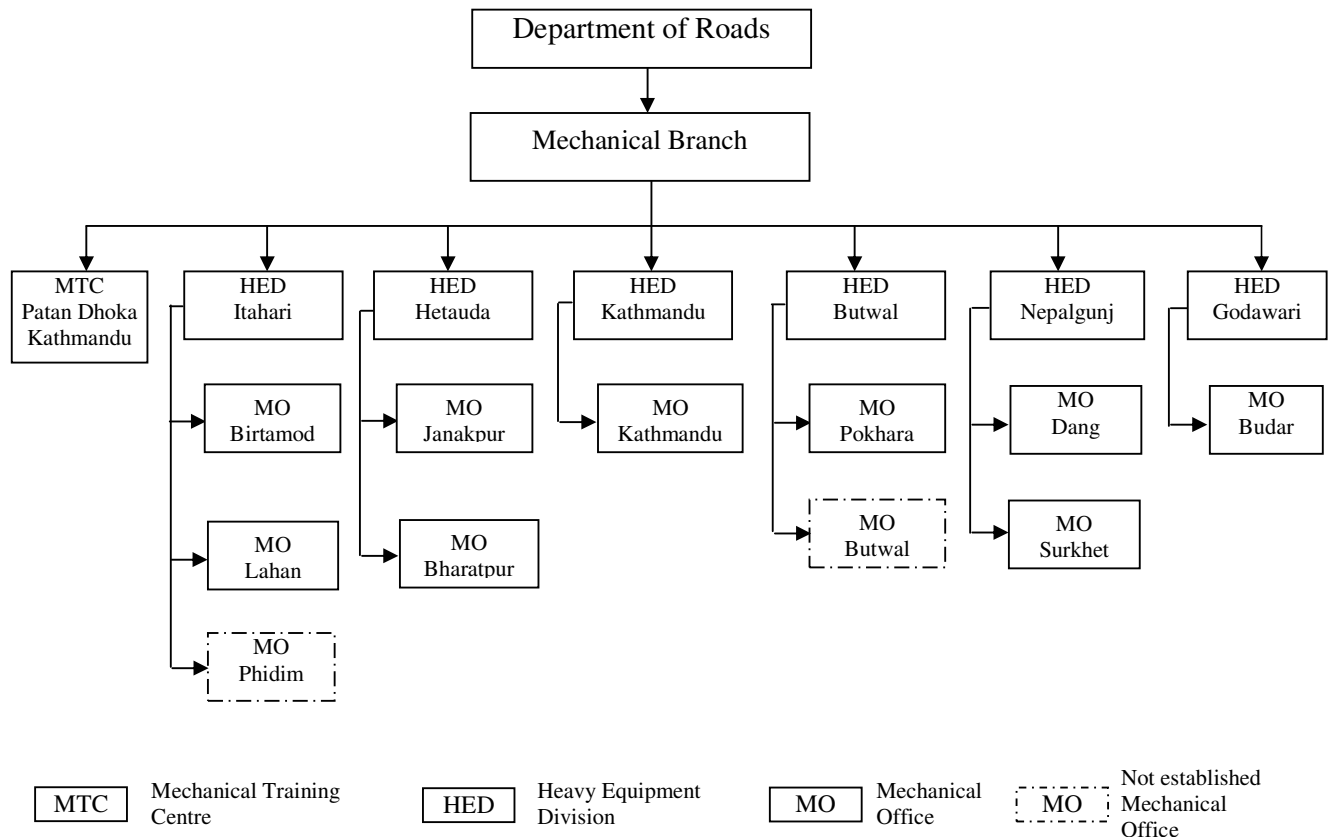 Department of Roads
Mechanical Branch
MTC
Patan Dhoka
Kathmandu
HED
Itahari
HED
Hetauda
HED
Kathmandu
HED
Butwal
HED
Nepalgunj
HED
Godawari
MO
Birtamod
MO
Janakpur
MO
Kathmandu
MO
Pokhara
MO
Dang
MO
Budar
MO
Lahan
MO
Bharatpur
MO
Butwal
MO
Surkhet
MO
Phidim
MTC
Mechanical Training
Centre
HED
Heavy Equipment
Division
MO
Mechanical
Office
MO
Not established
Mechanical
Office